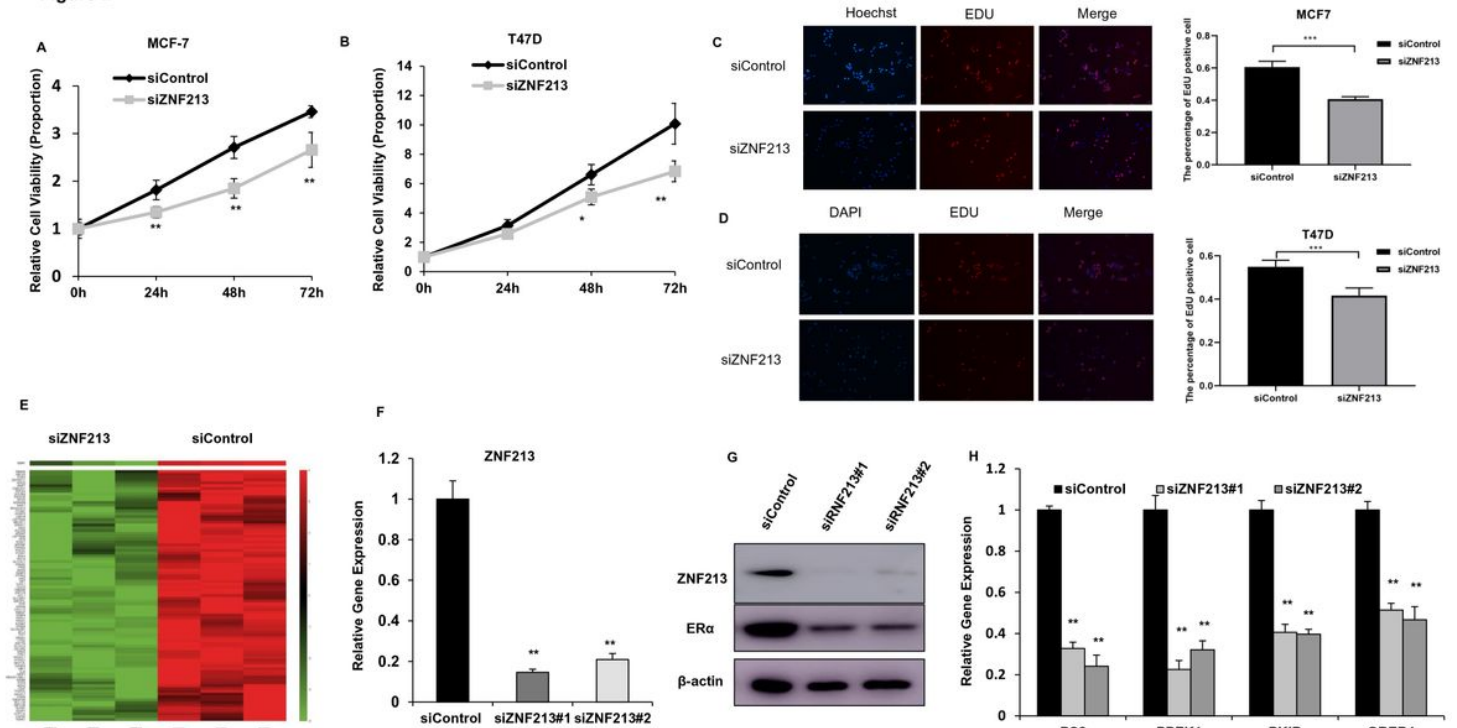 A
MCF-7
Relative Cell Viability (Proportion)
siControl
siZNF213
4
3
2
1
0
0h 24h 48h 72h
** ** **
B
T47D
Relative Cell Viability (Proportion)
siControl
siZNF213
14
12
10
8
6
4
2
0
0h 24h 48h 72h
* **
C
Hoechst EDU Merge
siControl
siZNF213
MCF7
The percentage of EdU positive cell
0.8
0.6
0.4
0.2
0.0
***
siControl
siZNF213
siControl siZNF213
D
DAPI EDU Merge
siControl
siZNF213
T47D
The percentage of EdU positive cell
0.6
0.4
0.2
0.0
***
siControl
siZNF213
siControl siZNF213
E
siZNF213 siControl
F
ZNF213
Relative Gene Expression
1.2
1
0.8
0.6
0.4
0.2
0
** **
siControl siZNF213#1 siZNF213#2
G
siControl siRNF213#1 siRNF213#2
ZNF213
ERα
β-actin
H
Relative Gene Expression
1.2
1
0.8
0.6
0.4
0.2
0
siControl siZNF213#1 siZNF213#2
** ** ** ** ** ** ** **